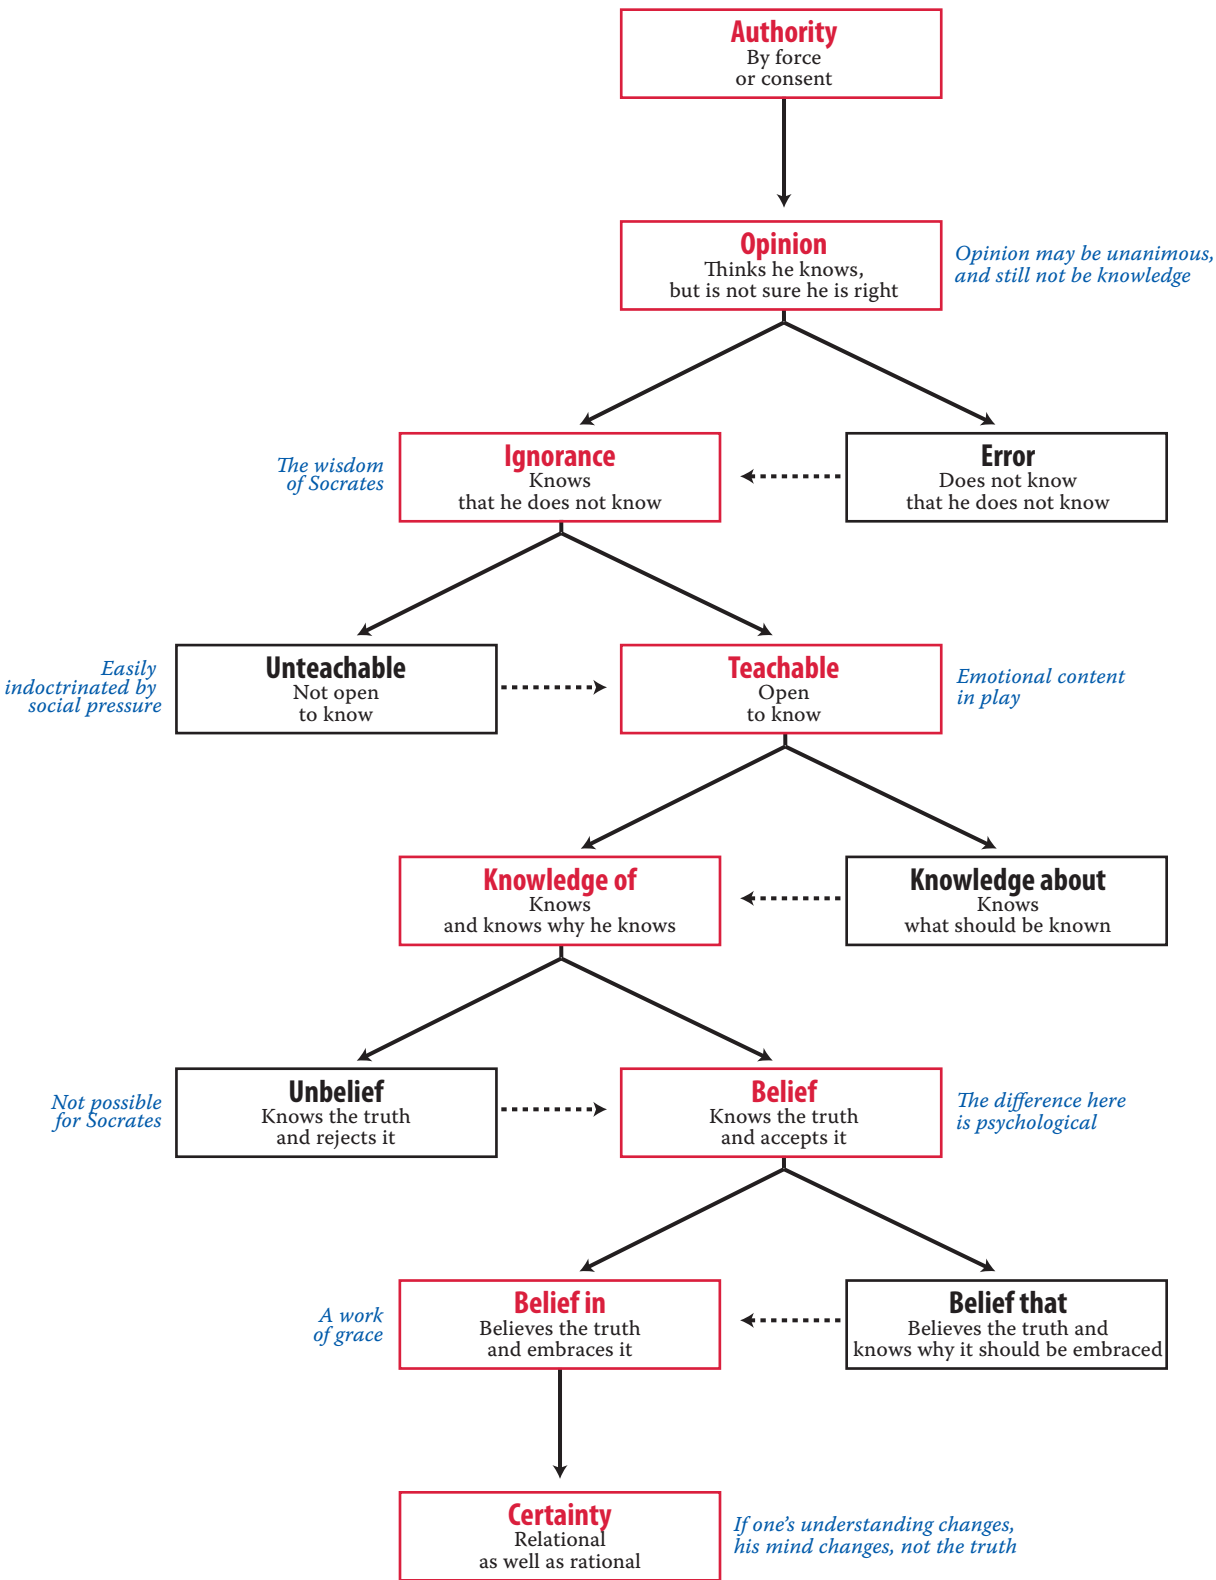 Authority
By force
or consent
Opinion
Thinks he knows,
but is not sure he is right
Opinion may be unanimous,
and still not be knowledge
The wisdom
of Socrates
Ignorance
Knows
that he does not know
Error
Does not know
that he does not know
Easily
indoctrinated by
social pressure
Unteachable
Not open
to know
Teachable
Open
to know
Emotional content
in play
Knowledge of
Knows
and knows why he knows
Knowledge about
Knows
what should be known
Not possible
for Socrates
Unbelief
Knows the truth
and rejects it
Belief
Knows the truth
and accepts it
The difference here
is psychological
A work
of grace
Belief in
Believes the truth
and embraces it
Belief that
Believes the truth and
knows why it should be embraced
Certainty
Relational
as well as rational
If one's understanding changes,
his mind changes, not the truth